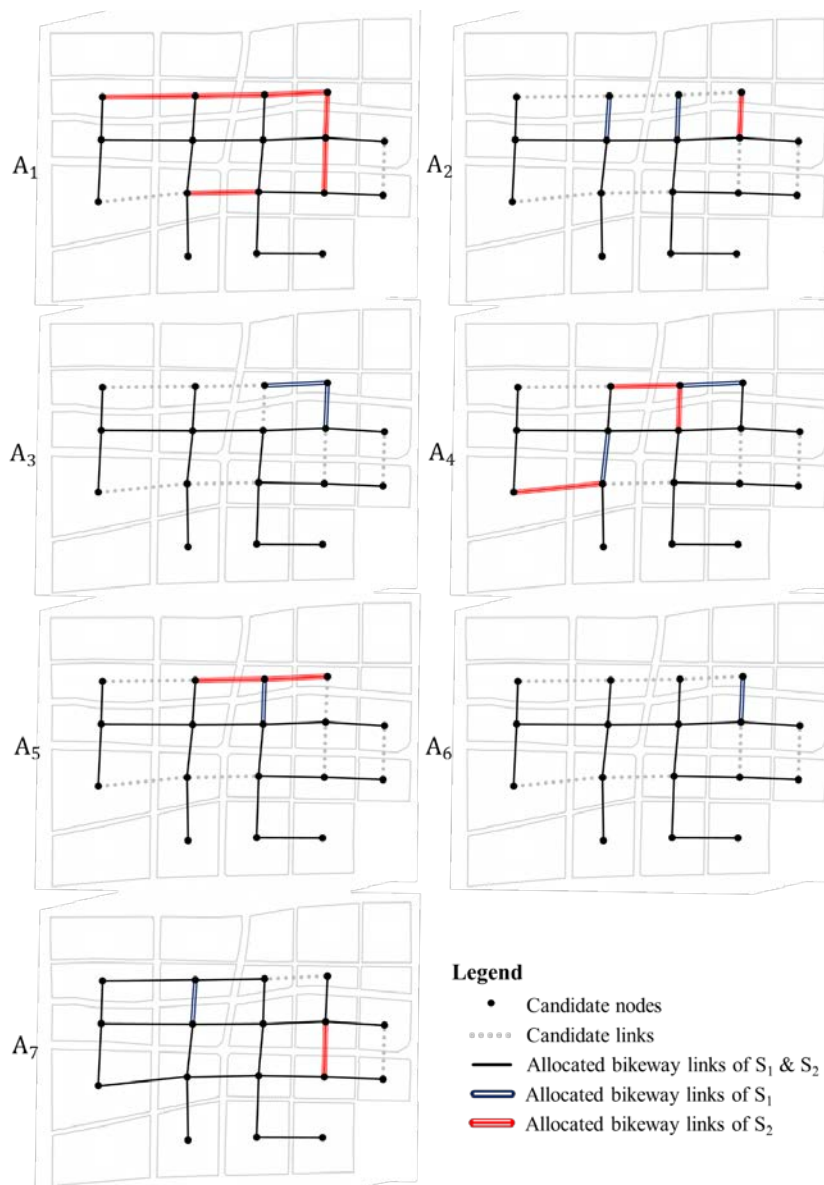 A₁
A₂
A₃
A₄
A₅
A₆
A₇
Legend
Candidate nodes
Candidate links
Allocated bikeway links of S₁ & S₂
Allocated bikeway links of S₁
Allocated bikeway links of S₂